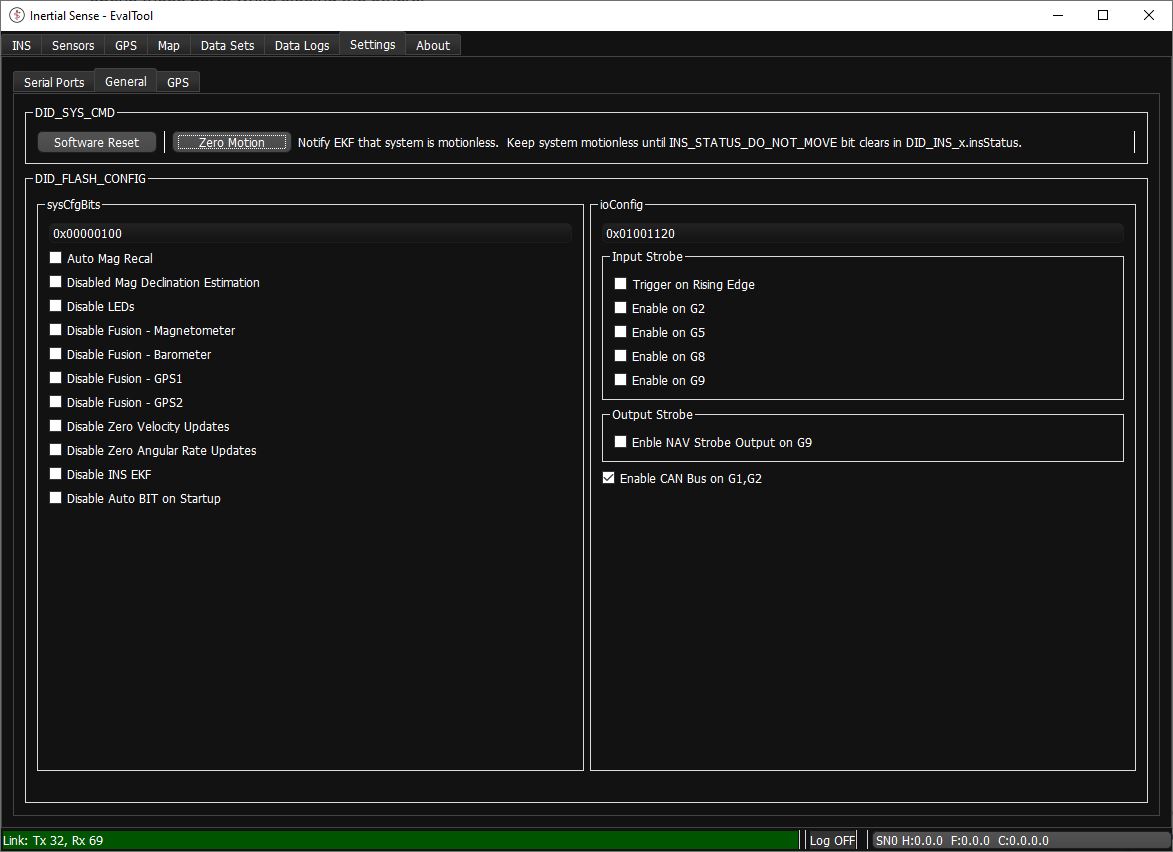 Inertial Sense - EvalTool
INS Sensors GPS Map Data Sets Data Logs Settings About
Serial Ports General GPS
DID_SYS_CMD
Software Reset Zero Motion Notify EKF that system is motionless.  Keep system motionless until INS_STATUS_DO_NOT_MOVE bit clears in DID_INS_x.insStatus.
DID_FLASH_CONFIG
sysCfgBits
0x00000100
Auto Mag Recal
Disabled Mag Declination Estimation
Disable LEDs
Disable Fusion - Magnetometer
Disable Fusion - Barometer
Disable Fusion - GPS1
Disable Fusion - GPS2
Disable Zero Velocity Updates
Disable Zero Angular Rate Updates
Disable INS EKF
Disable Auto BIT on Startup
ioConfig
0x01001120
Input Strobe
Trigger on Rising Edge
Enable on G2
Enable on G5
Enable on G8
Enable on G9
Output Strobe
Enble NAV Strobe Output on G9
Enable CAN Bus on G1,G2
Link: Tx 32, Rx 69 Log OFF SN0 H:0.0.0  F:0.0.0  C:0.0.0.0